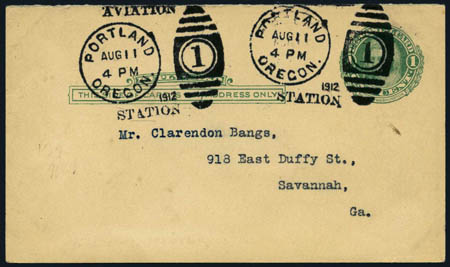 AVIATION
PORTLAND
AUG 11
4 PM
OREGON.
1
1912
STATION
PORTLAND
AUG 11
4 PM
OREGON.
1
1912
STATION
1
THIS SIDE OF CARD IS FOR ADDRESS ONLY
Mr. Clarendon Bangs,
918 East Duffy St.,
Savannah,
Ga.